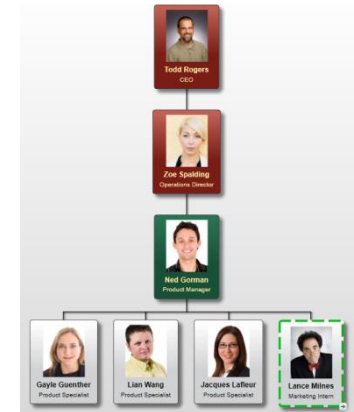 Todd Rogers
CEO
Zoe Spalding
Operations Director
Ned Gorman
Product Manager
Gayle Guenther
Product Specialist
Lian Wang
Product Specialist
Jacques Lafleur
Product Specialist
Lance Milnes
Marketing Intern